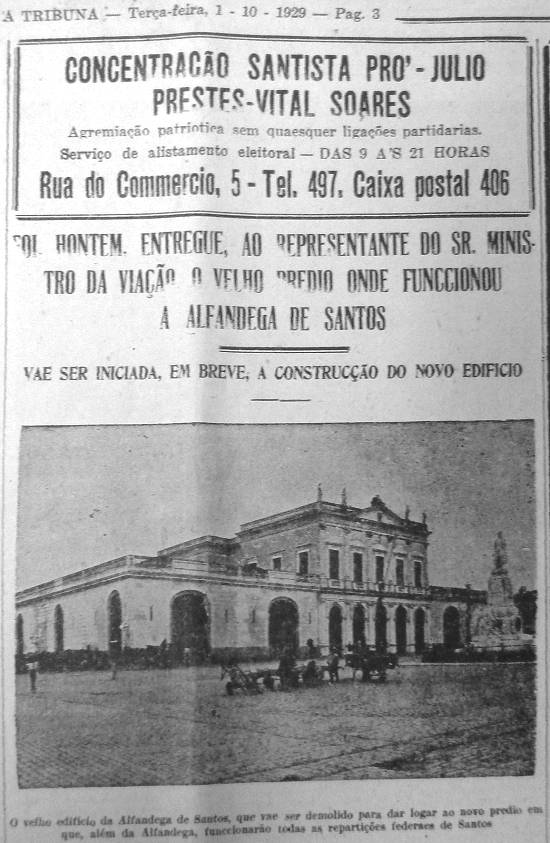 A TRIBUNA — Terça-feira, 1 - 10 - 1929 — Pag. 3
CONCENTRAÇÃO SANTISTA PRO'- JULIO
PRESTES-VITAL SOARES
Agremiação patriotica sem quaesquer ligações partidarias.
Serviço de alistamento eleitoral — DAS 9 A'S 21 HORAS
Rua do Commercio, 5 - Tel. 497. Caixa postal 406
FOI, HONTEM, ENTREGUE, AO REPRESENTANTE DO SR. MINIS-
TRO DA VIAÇÃO, O VELHO PREDIO ONDE FUNCCIONOU
A ALFANDEGA DE SANTOS
VAE SER INICIADA, EM BREVE, A CONSTRUCÇÃO DO NOVO EDIFICIO
O velho edificio da Alfandega de Santos, que vae ser demolido para dar logar ao novo predio em
que, além da Alfandega, funccionarão todas as repartições federaes de Santos